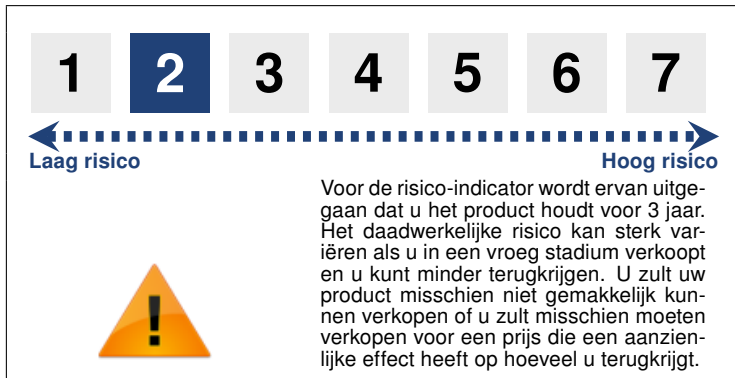 1 2 3 4 5 6 7
Laag risico Hoog risico
Voor de risico-indicator wordt ervan uitge-
gaan dat u het product houdt voor 3 jaar.
Het daadwerkelijke risico kan sterk var-
iëren als u in een vroeg stadium verkoopt
en u kunt minder terugkrijgen. U zult uw
product misschien niet gemakkelijk kun-
nen verkopen of u zult misschien moeten
verkopen voor een prijs die een aanzien-
lijke effect heeft op hoeveel u terugkrijgt.
!